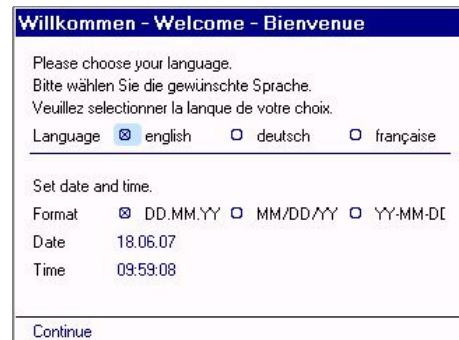 Willkommen - Welcome - Bienvenue
Please choose your language.
Bitte wählen Sie die gewünschte Sprache.
Veuillez selectionner la lanque de votre choix.
Language english deutsch française
Set date and time.
Format DD.MM.YY MM/DD/YY YY-MM-DD
Date 18.06.07
Time 09:59:08
Continue